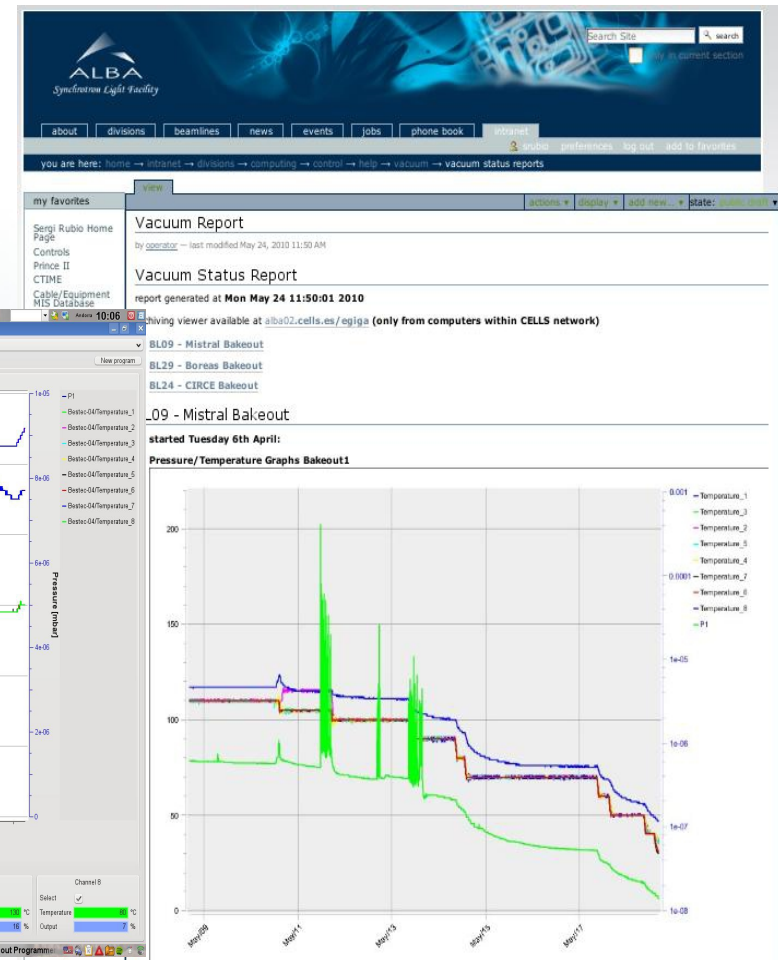 Search Site
search
in current section
ALBA
Synchrotron Light Facility
about divisions beamlines news events jobs phone book intranet
srubio preferences log out add to favorites
you are here: home → intranet → divisions → computing → control → help → vacuum → vacuum status reports
view
actions display add new... state: public draft
my favorites
Sergi Rubio Home
Page
Controls
Prince II
CTIME
Cable/Equipment
MIS Database
Vacuum Report
by operator — last modified May 24, 2010 11:50 AM
Vacuum Status Report
report generated at Mon May 24 11:50:01 2010
chiving viewer available at alba02.cells.es/egiga (only from computers within CELLS network)
BL09 - Mistral Bakeout
BL29 - Boreas Bakeout
BL24 - CIRCE Bakeout
L09 - Mistral Bakeout
started Tuesday 6th April:
Pressure/Temperature Graphs Bakeout1
200
150
100
50
0
May/09
May/11
May/13
May/15
May/17
0.001
0.0001
1e-05
1e-06
1e-07
1e-08
Temperature_1
Temperature_3
Temperature_2
Temperature_5
Temperature_4
Temperature_7
Temperature_6
Temperature_8
P1
Andorra 10:06
New program
1e-05
8e-06
6e-06
4e-06
2e-06
0
Pressure [mbar]
P1
Bestec-04/Temperature_1
Bestec-04/Temperature_2
Bestec-04/Temperature_3
Bestec-04/Temperature_4
Bestec-04/Temperature_5
Bestec-04/Temperature_6
Bestec-04/Temperature_7
Bestec-04/Temperature_8
Channel 8
Select
130 °C Temperature 80 °C
16 % Output 7 %
out Programme